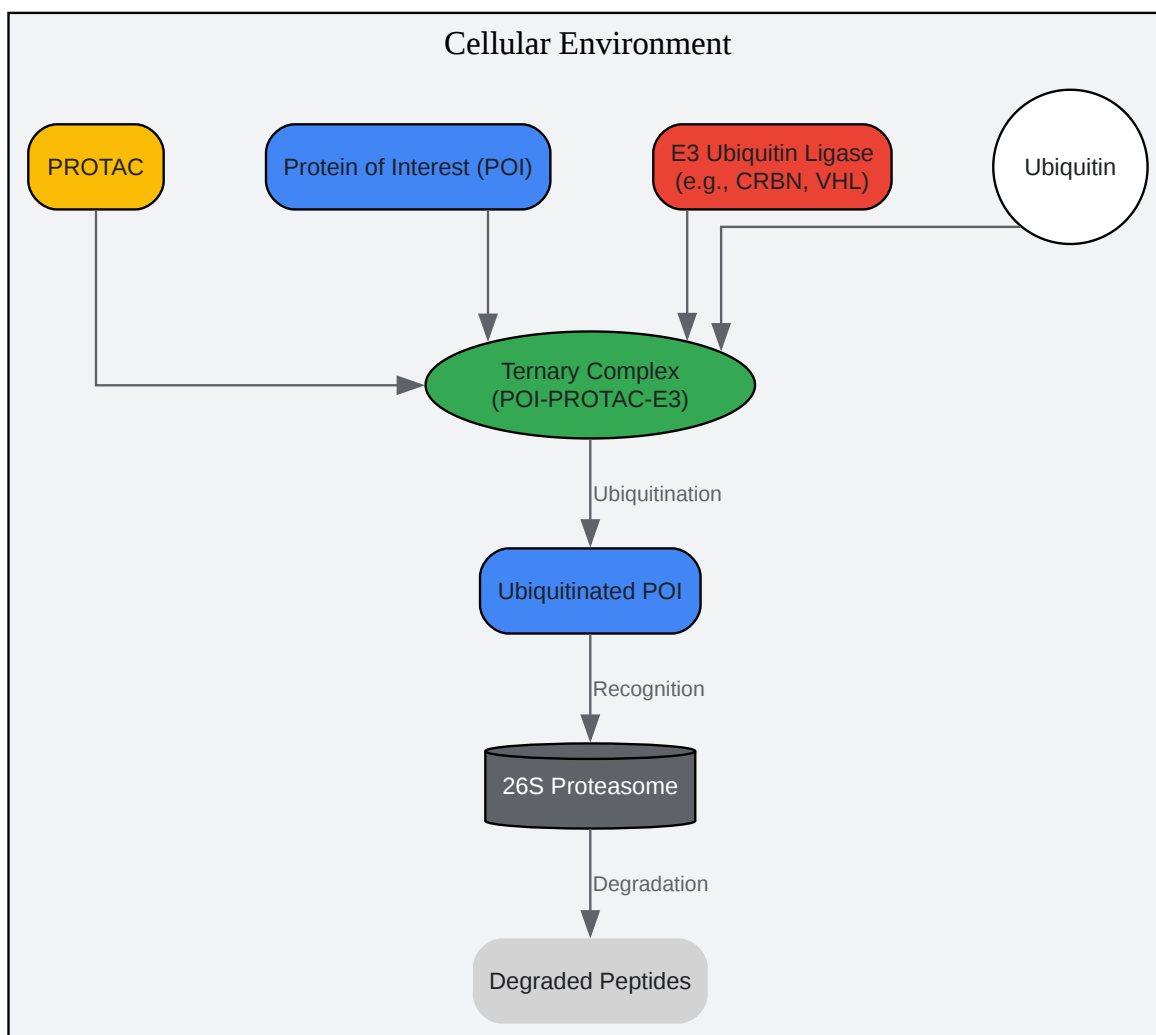 Cellular Environment
PROTAC
Protein of Interest (POI)
E3 Ubiquitin Ligase
(e.g., CRBN, VHL)
Ubiquitin
Ternary Complex
(POI-PROTAC-E3)
Ubiquitination
Ubiquitinated POI
Recognition
26S Proteasome
Degradation
Degraded Peptides